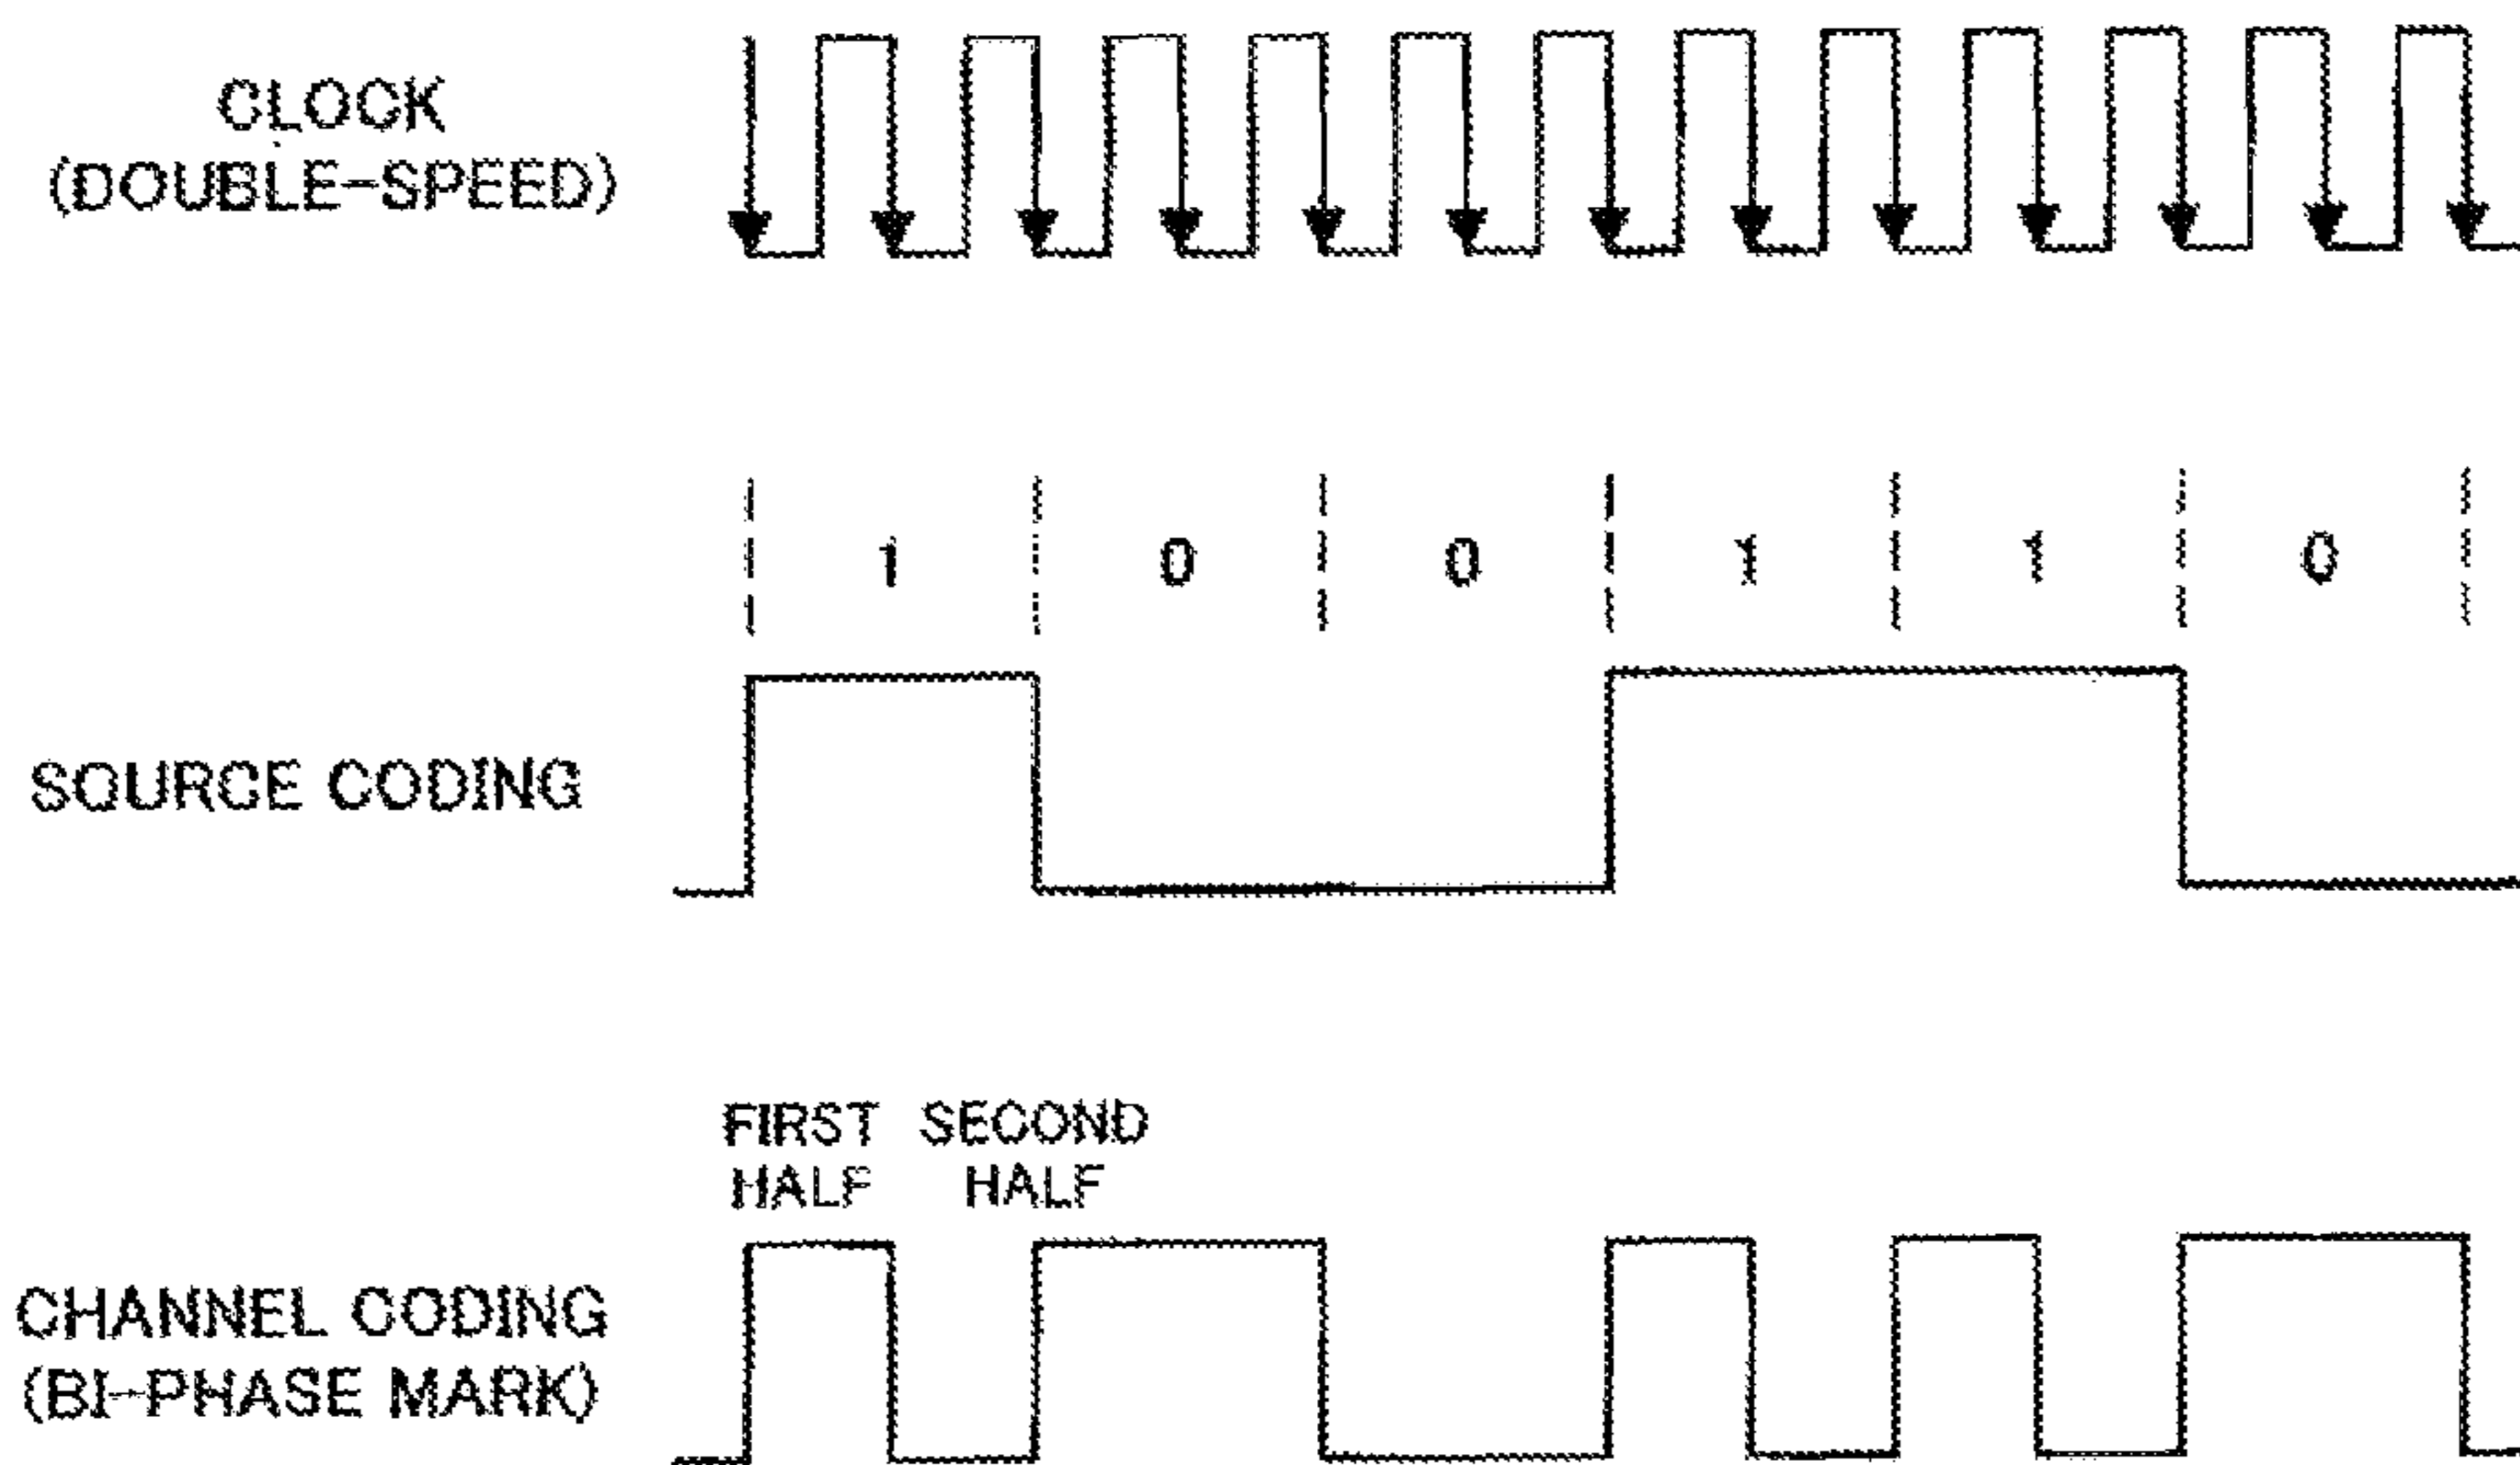 CLOCK
(DOUBLE-SPEED)
1 0 0 1 1 0
SOURCE CODING
FIRST SECOND
HALF HALF
CHANNEL CODING
(BI-PHASE MARK)